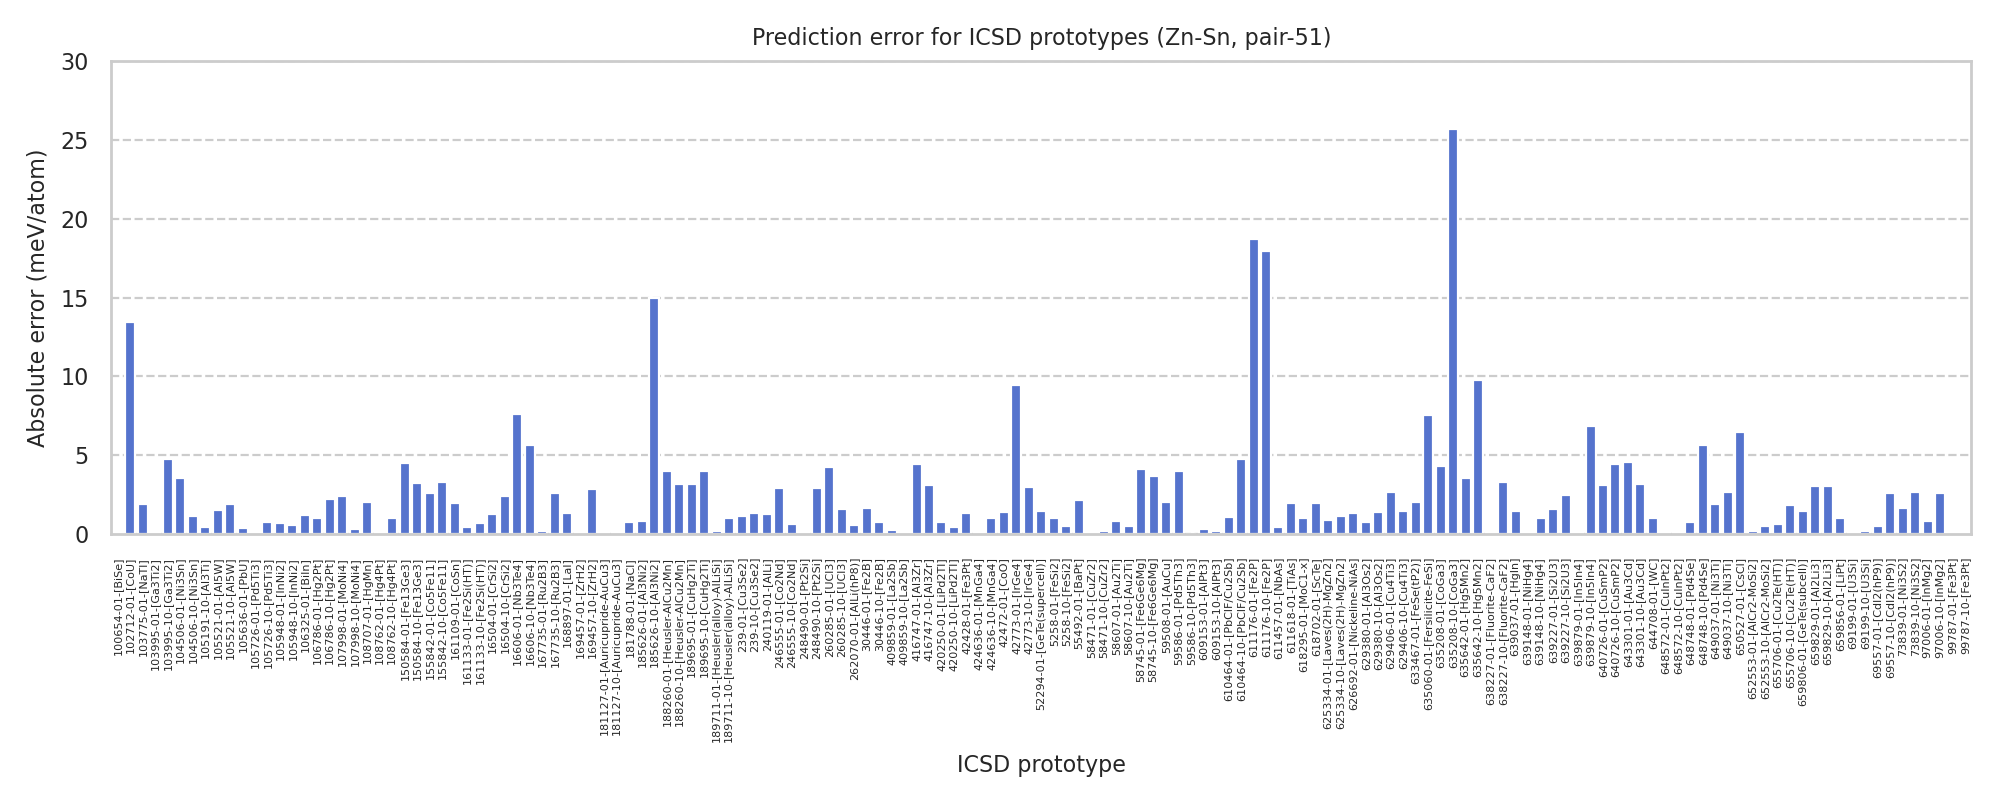 Prediction error for ICSD prototypes (Zn-Sn, pair-51)
Absolute error (meV/atom)
30
25
20
15
10
5
0
100654-01-[BiSe]
102712-01-[CoU]
103775-01-[NaTl]
103995-01-[Ga3Ti2]
103995-10-[Ga3Ti2]
104506-01-[Ni3Sn]
104506-10-[Ni3Sn]
105191-10-[Al3Ti]
105521-01-[Al5W]
105521-10-[Al5W]
105636-01-[PbU]
105726-01-[Pd5Ti3]
105726-10-[Pd5Ti3]
105948-01-[InNi2]
105948-10-[InNi2]
106325-01-[BiIn]
106786-01-[Hg2Pt]
106786-10-[Hg2Pt]
107998-01-[MoNi4]
107998-10-[MoNi4]
108707-01-[HgMn]
108762-01-[Hg4Pt]
108762-10-[Hg4Pt]
150584-01-[Fe13Ge3]
150584-10-[Fe13Ge3]
155842-01-[Co5Fe11]
155842-10-[Co5Fe11]
161109-01-[CoSn]
161133-01-[Fe2Si(HT)]
161133-10-[Fe2Si(HT)]
16504-01-[CrSi2]
16504-10-[CrSi2]
16606-01-[Nb3Te4]
16606-10-[Nb3Te4]
167735-01-[Ru2B3]
167735-10-[Ru2B3]
168897-01-[LaI]
169457-01-[ZrH2]
169457-10-[ZrH2]
181127-01-[Auricupride-AuCu3]
181127-10-[Auricupride-AuCu3]
181788-01-[NaCl]
185626-01-[Al3Ni2]
185626-10-[Al3Ni2]
188260-01-[Heusler-AlCu2Mn]
188260-10-[Heusler-AlCu2Mn]
189695-01-[CuHg2Ti]
189695-10-[CuHg2Ti]
189711-01-[Heusler(alloy)-AlLiSi]
189711-10-[Heusler(alloy)-AlLiSi]
239-01-[Cu3Se2]
239-10-[Cu3Se2]
240119-01-[AlLi]
246555-01-[Co2Nd]
246555-10-[Co2Nd]
248490-01-[Pt2Si]
248490-10-[Pt2Si]
260285-01-[UCl3]
260285-10-[UCl3]
262070-01-[AlLi(hP8)]
30446-01-[Fe2B]
30446-10-[Fe2B]
409859-01-[La2Sb]
409859-10-[La2Sb]
416747-01-[Al3Zr]
416747-10-[Al3Zr]
420250-01-[LiPd2Tl]
420250-10-[LiPd2Tl]
42428-01-[Fe3Pt]
424636-01-[MnGa4]
424636-10-[MnGa4]
42472-01-[CoO]
42773-01-[IrGe4]
42773-10-[IrGe4]
52294-01-[GeTe(supercell)]
5258-01-[FeSi2]
5258-10-[FeSi2]
55492-01-[BaPt]
58471-01-[CuZr2]
58471-10-[CuZr2]
58607-01-[Au2Ti]
58607-10-[Au2Ti]
58745-01-[Fe6Ge6Mg]
58745-10-[Fe6Ge6Mg]
59508-01-[AuCu]
59586-01-[Pd5Th3]
59586-10-[Pd5Th3]
609153-01-[AlPt3]
609153-10-[AlPt3]
610464-01-[PbClF/Cu2Sb]
610464-10-[PbClF/Cu2Sb]
611176-01-[Fe2P]
611176-10-[Fe2P]
611457-01-[NbAs]
611618-01-[TiAs]
618295-01-[MoC1-x]
618702-01-[ScTe]
625334-01-[Laves(2H)-MgZn2]
625334-10-[Laves(2H)-MgZn2]
626692-01-[Nickeline-NiAs]
629380-01-[Al3Os2]
629380-10-[Al3Os2]
629406-01-[Cu4Ti3]
629406-10-[Cu4Ti3]
633467-01-[FeSe(tP2)]
635060-01-[Fersilicite-FeSi]
635208-01-[CoGa3]
635208-10-[CoGa3]
635642-01-[Hg5Mn2]
635642-10-[Hg5Mn2]
638227-01-[Fluorite-CaF2]
638227-10-[Fluorite-CaF2]
639037-01-[HgIn]
639148-01-[NiHg4]
639148-10-[NiHg4]
639227-01-[Si2U3]
639227-10-[Si2U3]
639879-01-[In5In4]
639879-10-[In5In4]
640726-01-[CuSmP2]
640726-10-[CuSmP2]
643301-01-[Au3Cd]
643301-10-[Au3Cd]
644708-01-[WC]
648572-01-[CuInPt2]
648572-10-[CuInPt2]
648748-01-[Pd4Se]
648748-10-[Pd4Se]
649037-01-[Ni3Ti]
649037-10-[Ni3Ti]
650527-01-[CsCl]
652553-01-[AlCr2-MoSi2]
652553-10-[AlCr2-MoSi2]
655706-01-[Cu2Te(HT)]
655706-10-[Cu2Te(HT)]
659806-01-[GeTe(subcell)]
659829-01-[Al2Li3]
659829-10-[Al2Li3]
659856-01-[LiPt]
69199-01-[U3Si]
69199-10-[U3Si]
69557-01-[CdI2(hP9)]
69557-10-[CdI2(hP9)]
73839-01-[Ni3S2]
73839-10-[Ni3S2]
97006-01-[InMg2]
97006-10-[InMg2]
99787-01-[Fe3Pt]
99787-10-[Fe3Pt]
ICSD prototype